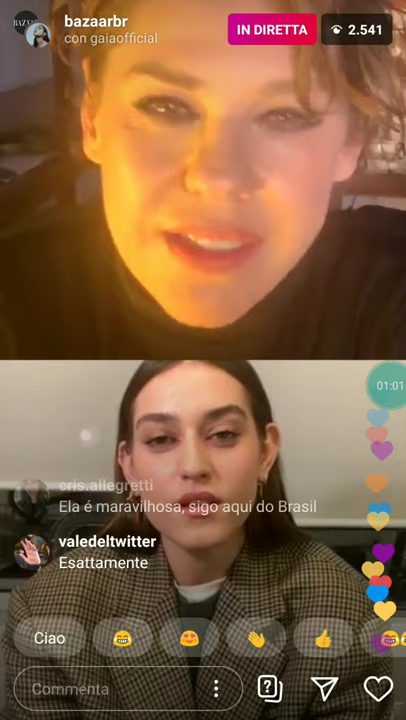 BAZAAR
bazaarbr
con gaiaofficial
IN DIRETTA
2.541
01:01
cris.allegretti
Ela é maravilhosa, sigo aqui do Brasil
valedeltwitter
Esattamente
Ciao
Commenta